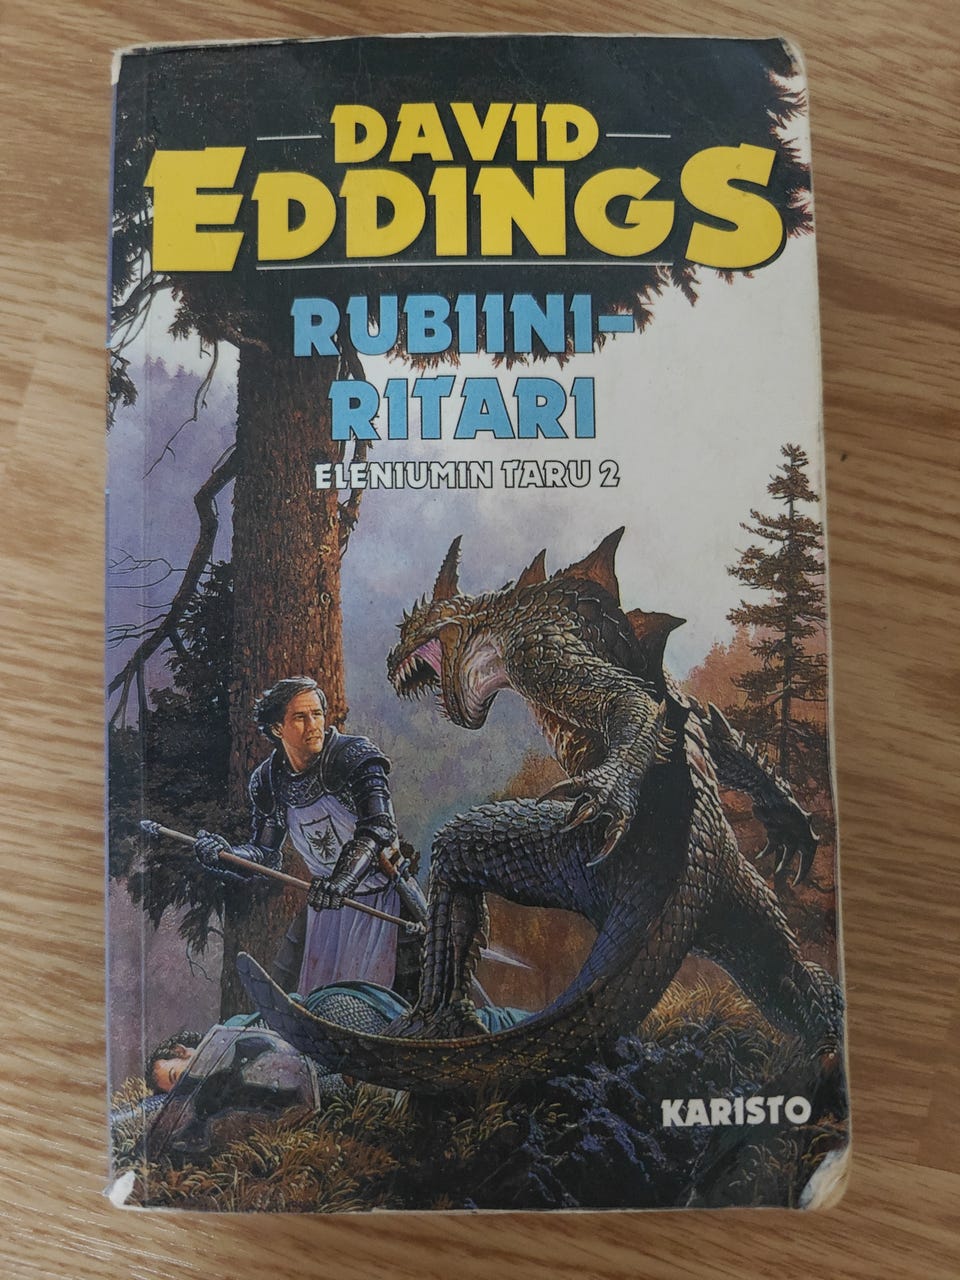 DAVID
EDDINGS
RUBIINI-
RITARI
ELENIUMIN TARU 2
KARISTO